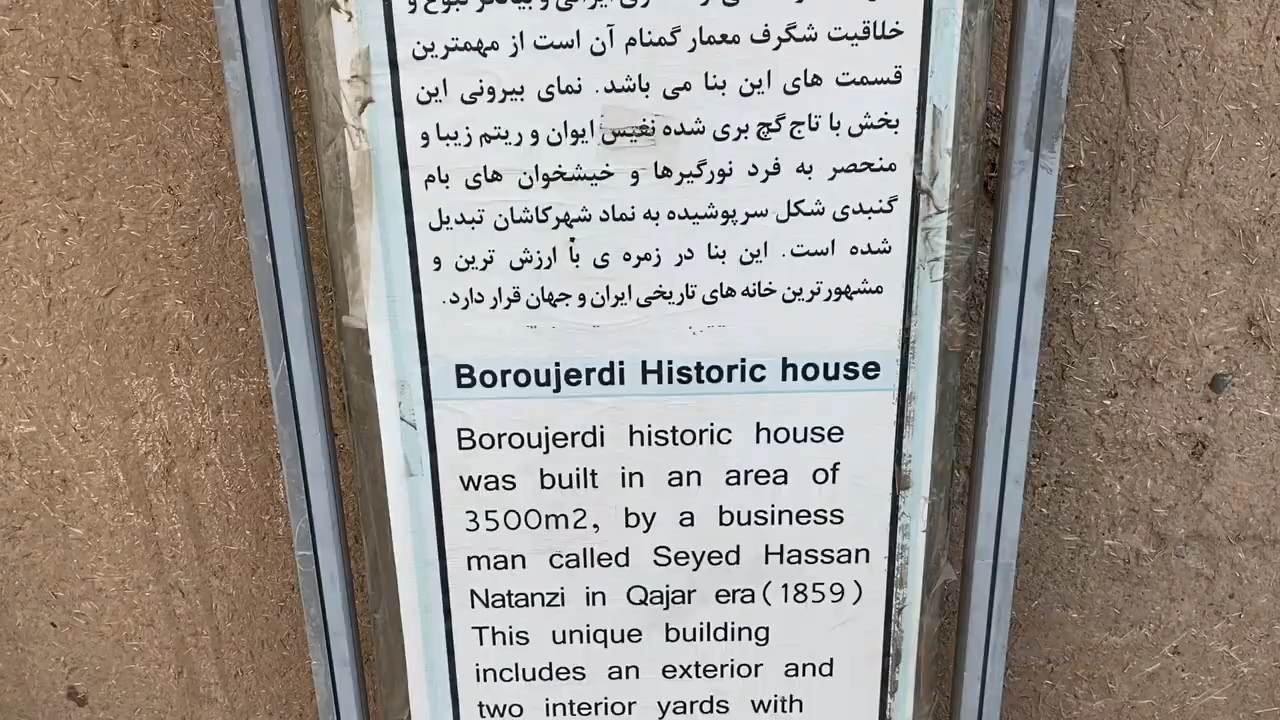 خلاقیت شگرف معمار گمنام آن است از مهمترین
قسمت های این بنا می باشد. نمای بیرونی این
بخش با تاج گچ بری شده نفیس ایوان و ریتم زیبا و
منحصر به فرد نورگیرها و خیشخوان های بام
گنبدی شکل سرپوشیده به نماد شهرکاشان تبدیل
شده است. این بنا در زمره ی با ارزش ترین و
مشهورترین خانه های تاریخی ایران و جهان قرار دارد.
Boroujerdi Historic house
Boroujerdi historic house
was built in an area of
3500m2, by a business
man called Seyed Hassan
Natanzi in Qajar era(1859)
This unique building
includes an exterior and
two interior yards with